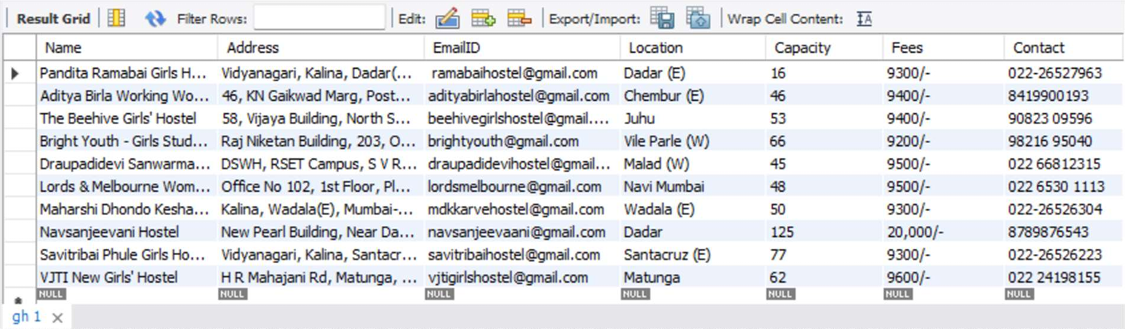 Result Grid Filter Rows: Edit: Export/Import: Wrap Cell Content:
Name Address EmailID Location Capacity Fees Contact
Pandita Ramabai Girls H... Vidyanagari, Kalina, Dadar(... ramabaihostel@gmail.com Dadar (E) 16 9300/- 022-26527963
Aditya Birla Working Wo... 46, KN Gaikwad Marg, Post... adityabirlahostel@gmail.com Chembur (E) 46 9400/- 8419900193
The Beehive Girls' Hostel 58, Vijaya Building, North S... beehivegirlshostel@gmail.... Juhu 53 9400/- 90823 09596
Bright Youth - Girls Stud... Raj Niketan Building, 203, O... brightyouth@gmail.com Vile Parle (W) 66 9200/- 98216 95040
Draupadidevi Sanwarma... DSWH, RSET Campus, S V R... draupadidevihostel@gmail... Malad (W) 45 9500/- 022 66812315
Lords & Melbourne Wom... Office No 102, 1st Floor, Pl... lordsmelbourne@gmail.com Navi Mumbai 48 9500/- 022 6530 1113
Maharshi Dhondo Kesha... Kalina, Wadala(E), Mumbai-... mdkkarvehostel@gmail.com Wadala (E) 50 9300/- 022-26526304
Navsanjeevani Hostel New Pearl Building, Near Da... navsanjeevaani@gmail.com Dadar 125 20,000/- 8789876543
Savitribai Phule Girls Ho... Vidyanagari, Kalina, Santacr... savitribaihostel@gmail.com Santacruz (E) 77 9300/- 022-26526223
VJTI New Girls' Hostel H R Mahajani Rd, Matunga, ... vjtigirlshostel@gmail.com Matunga 62 9600/- 022 24198155
NULL NULL NULL NULL NULL NULL NULL
gh 1